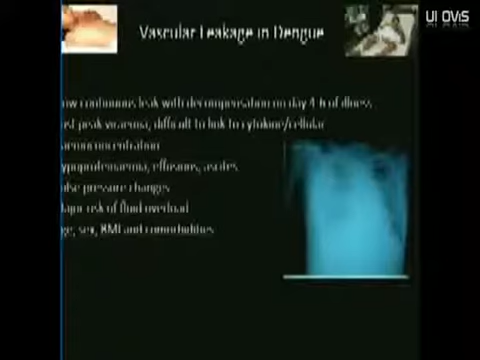 UI OVIS
Vascular Leakage in Dengue
ow continuous leak with decompensation on day 4-6 of illness
ost peak viraemia, difficult to link to cytokine/cellular
aemoconcentration
ypoproteinaemia, effusions, ascites
ulse pressure changes
ajor risk of fluid overload
ge, sex, BMI and comorbidities